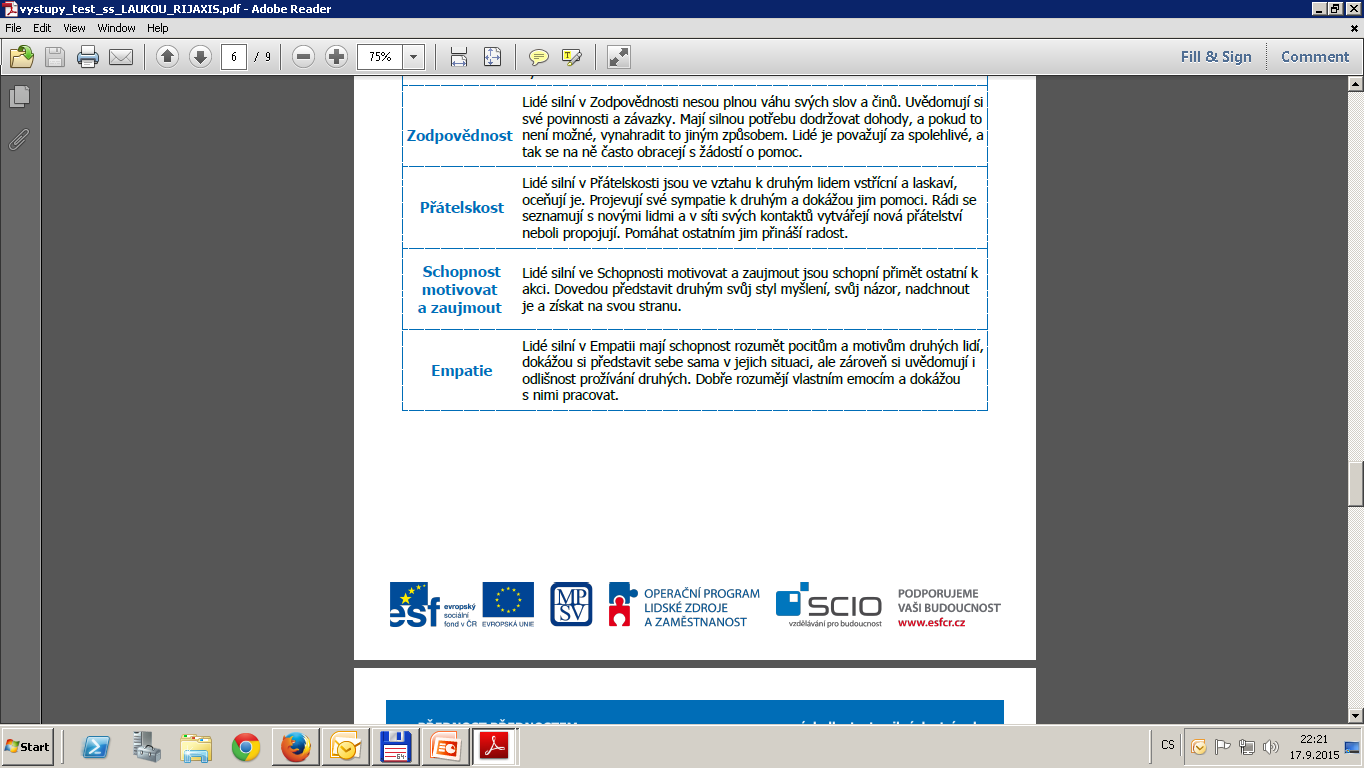 vystupy_test_ss_LAUKOU_RIJAXIS.pdf - Adobe Reader
File Edit View Window Help
6 / 9 75% Fill & Sign Comment
Zodpovědnost
Lidé silní v Zodpovědnosti nesou plnou váhu svých slov a činů. Uvědomují si
své povinnosti a závazky. Mají silnou potřebu dodržovat dohody, a pokud to
není možné, vynahradit to jiným způsobem. Lidé je považují za spolehlivé, a
tak se na ně často obracejí s žádostí o pomoc.
Přátelskost
Lidé silní v Přátelskosti jsou ve vztahu k druhým lidem vstřícní a laskaví,
oceňují je. Projevují své sympatie k druhým a dokážou jim pomoci. Rádi se
seznamují s novými lidmi a v síti svých kontaktů vytvářejí nová přátelství
neboli propojují. Pomáhat ostatním jim přináší radost.
Schopnost
motivovat
a zaujmout
Lidé silní ve Schopnosti motivovat a zaujmout jsou schopní přimět ostatní k
akci. Dovedou představit druhým svůj styl myšlení, svůj názor, nadchnout
je a získat na svou stranu.
Empatie
Lidé silní v Empatii mají schopnost rozumět pocitům a motivům druhých lidí,
dokážou si představit sebe sama v jejich situaci, ale zároveň si uvědomují i
odlišnost prožívání druhých. Dobře rozumějí vlastním emocím a dokážou
s nimi pracovat.
esf evropský
sociální
fond v ČR
EVROPSKÁ UNIE
MP
SV
OPERAČNÍ PROGRAM
LIDSKÉ ZDROJE
A ZAMĚSTNANOST
SCIO
vzdělávání pro budoucnost
PODPORUJEME
VAŠI BUDOUCNOST
www.esfcr.cz
Start
64
CS
22:21
17.9.2015